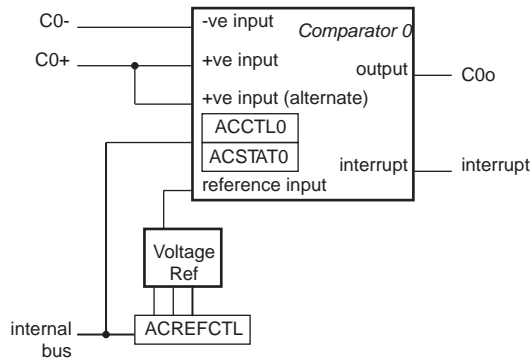 C0-
-ve input
Comparator 0
C0+
+ve input
output
C0o
+ve input (alternate)
ACCTL0
ACSTAT0
interrupt
interrupt
reference input
Voltage
Ref
internal
bus
ACREFCTL